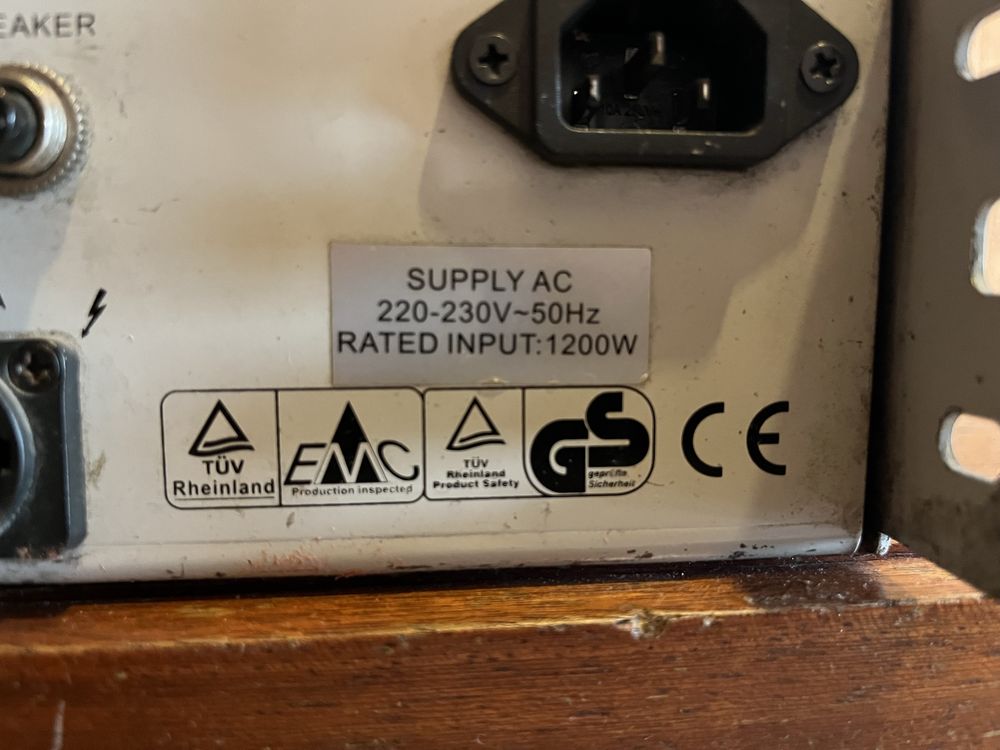 EAKER
SUPPLY AC
220-230V~50Hz
RATED INPUT:1200W
TÜV
Rheinland
EMC
Production inspected
TÜV
Rheinland
Product Safety
GS
geprüfte
Sicherheit
CE